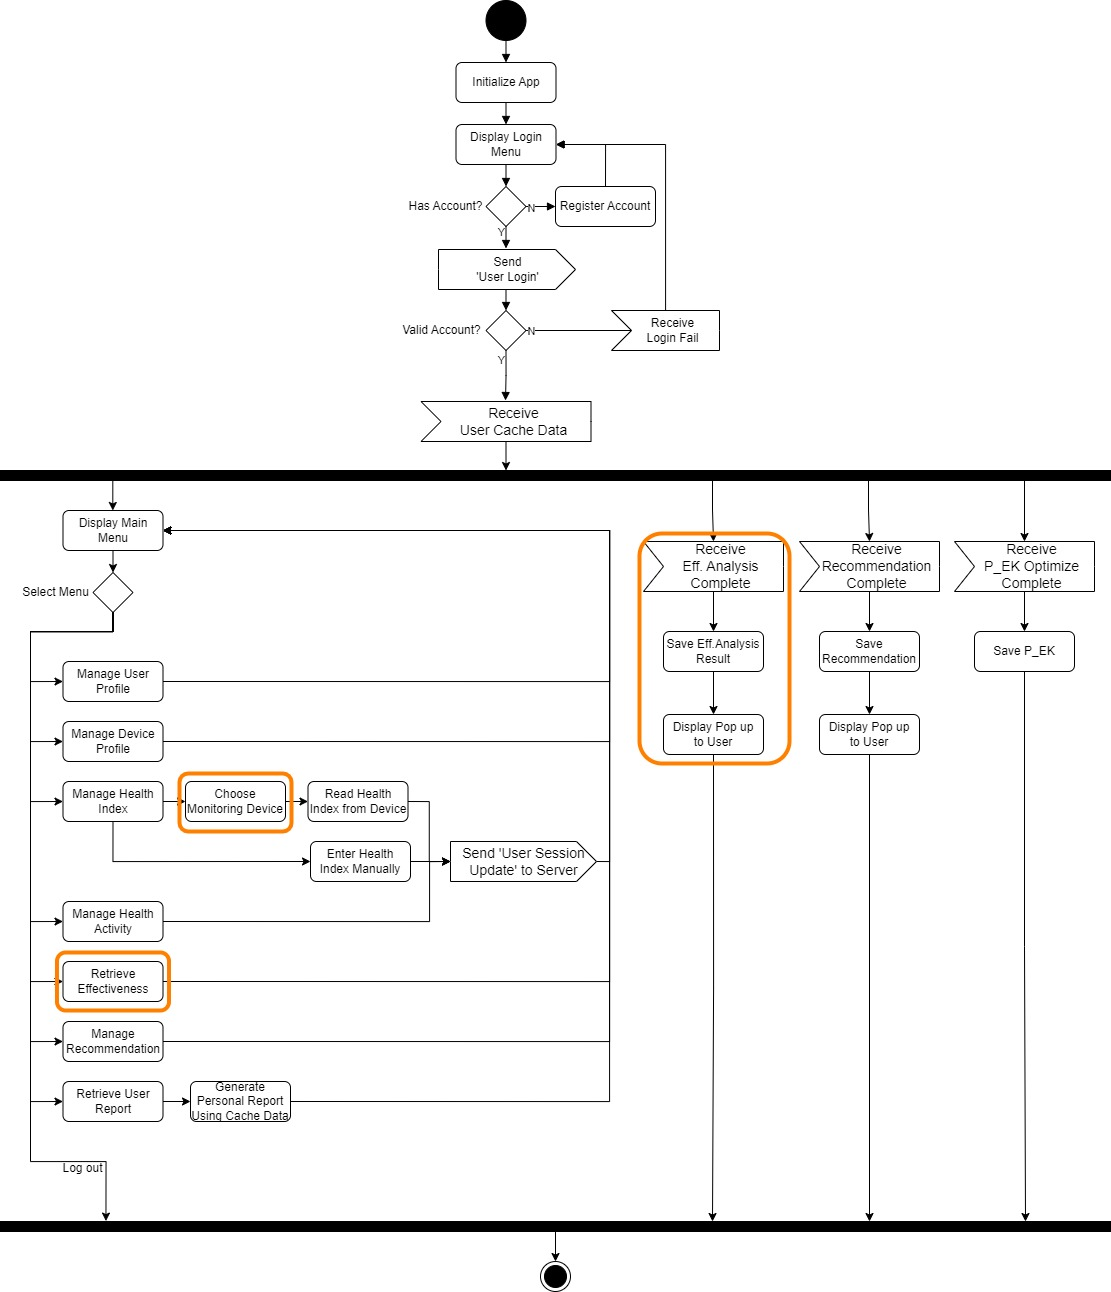 Initialize App
Display Login
Menu
Has Account?
N
Register Account
Y
Send
'User Login'
Valid Account?
N
Receive
Login Fail
Y
Receive
User Cache Data
Display Main
Menu
Select Menu
Manage User
Profile
Manage Device
Profile
Manage Health
Index
Choose
Monitoring Device
Read Health
Index from Device
Enter Health
Index Manually
Send 'User Session
Update' to Server
Manage Health
Activity
Retrieve
Effectiveness
Manage
Recommendation
Retrieve User
Report
Generate
Personal Report
Using Cache Data
Log out
Receive
Eff. Analysis
Complete
Save Eff.Analysis
Result
Display Pop up
to User
Receive
Recommendation
Complete
Save
Recommendation
Display Pop up
to User
Receive
P_EK Optimize
Complete
Save P_EK